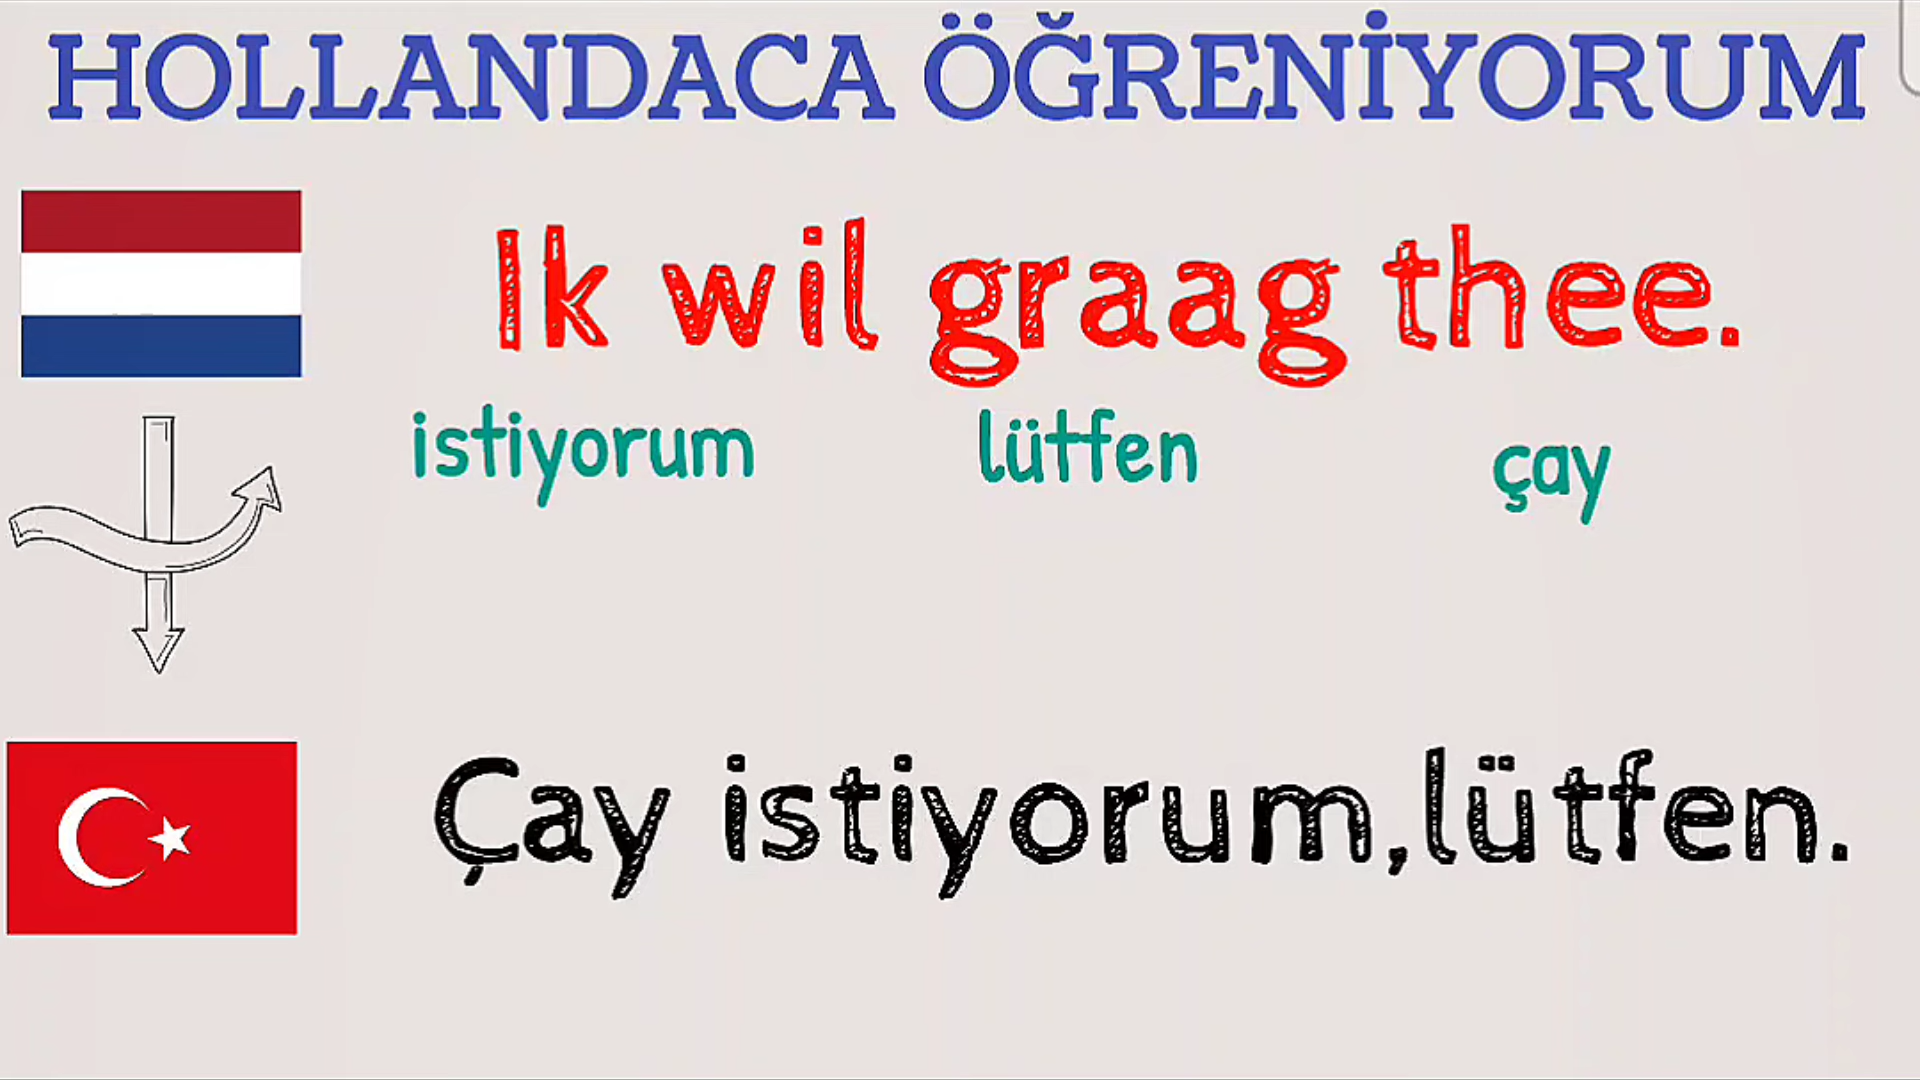 HOLLANDACA ÖĞRENİYORUM
Ik wil graag thee.
istiyorum lütfen çay
Çay istiyorum,lütfen.